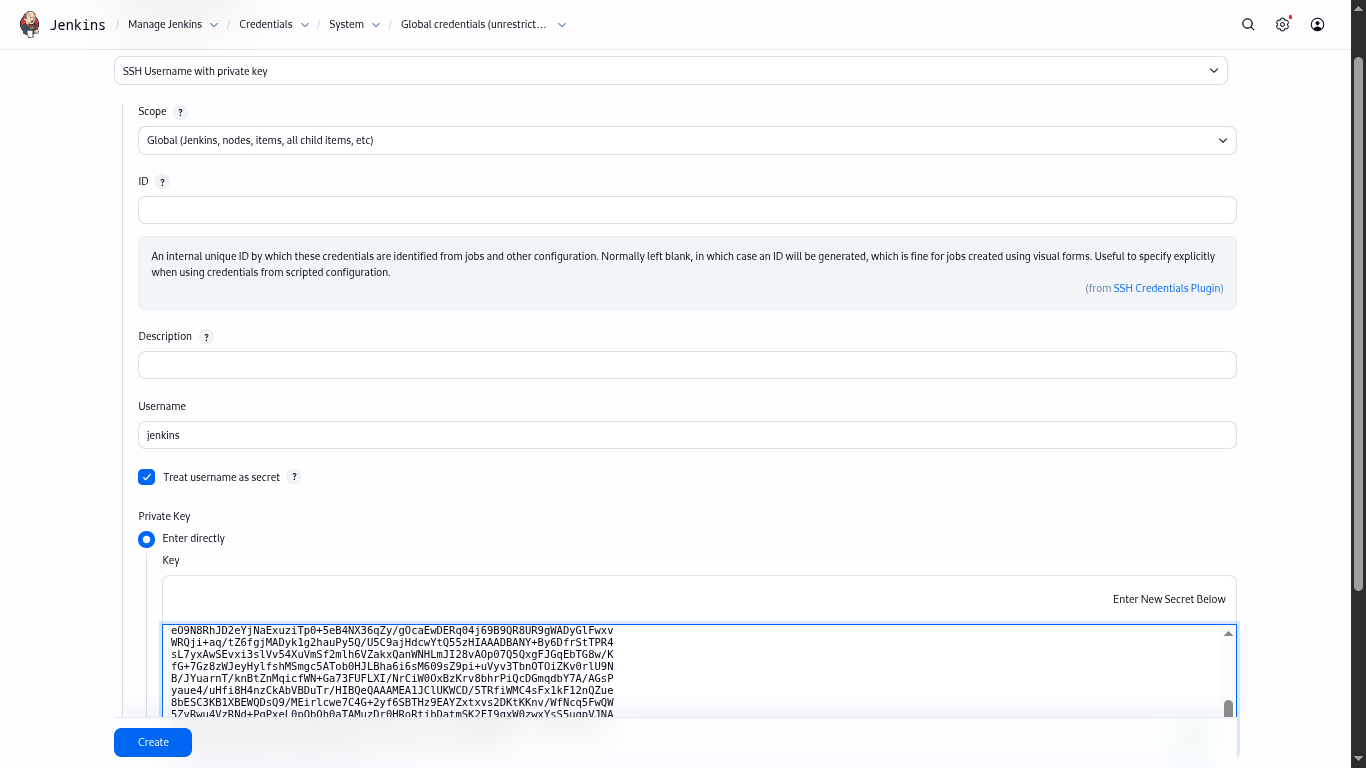 Jenkins / Manage Jenkins / Credentials / System / Global credentials (unrestrict...
SSH Username with private key
Scope ?
Global (Jenkins, nodes, items, all child items, etc)
ID ?
An internal unique ID by which these credentials are identified from jobs and other configuration. Normally left blank, in which case an ID will be generated, which is fine for jobs created using visual forms. Useful to specify explicitly
when using credentials from scripted configuration.
(from SSH Credentials Plugin)
Description ?
Username
jenkins
Treat username as secret ?
Private Key
Enter directly
Key
Enter New Secret Below
eO9N8RhJD2eYjNaExuziTp0+5eB4NX36qZy/gOcaEwDERq04j69B9QR8UR9gWADyGlFwxv
WRQji+aq/tZ6fgjMADyk1g2hauPy5Q/U5C9ajHdcwYtQ55zHIAAADBANY+By6DfrStTPR4
sL7yxAwSEvxi3slVv54XuVmSf2mlh6VZakxQanWNHLmJI28vAOp07Q5QxgFJGqEbTG8w/K
fG+7Gz8zWJeyHylfshMSmgc5ATob0HJLBha6i6sM609sZ9pi+uVyv3TbnOTOiZKv0rlU9N
B/JYuarnT/knBtZnMqicfWN+Ga73FUFLXI/NrCiW0OxBzKrv8bhrPiQcDGmqdbY7A/AGsP
yaue4/uHfi8H4nzCkAbVBDuTr/HIBQeQAAAMEA1JClUKWCD/5TRfiWMC4sFx1kF12nQZue
8bESC3KB1XBEWQDsQ9/MEirlcwe7C4G+2yf6SBTHz9EAYZxtxvs2DKtKKnv/WfNcq5FwQW
Create